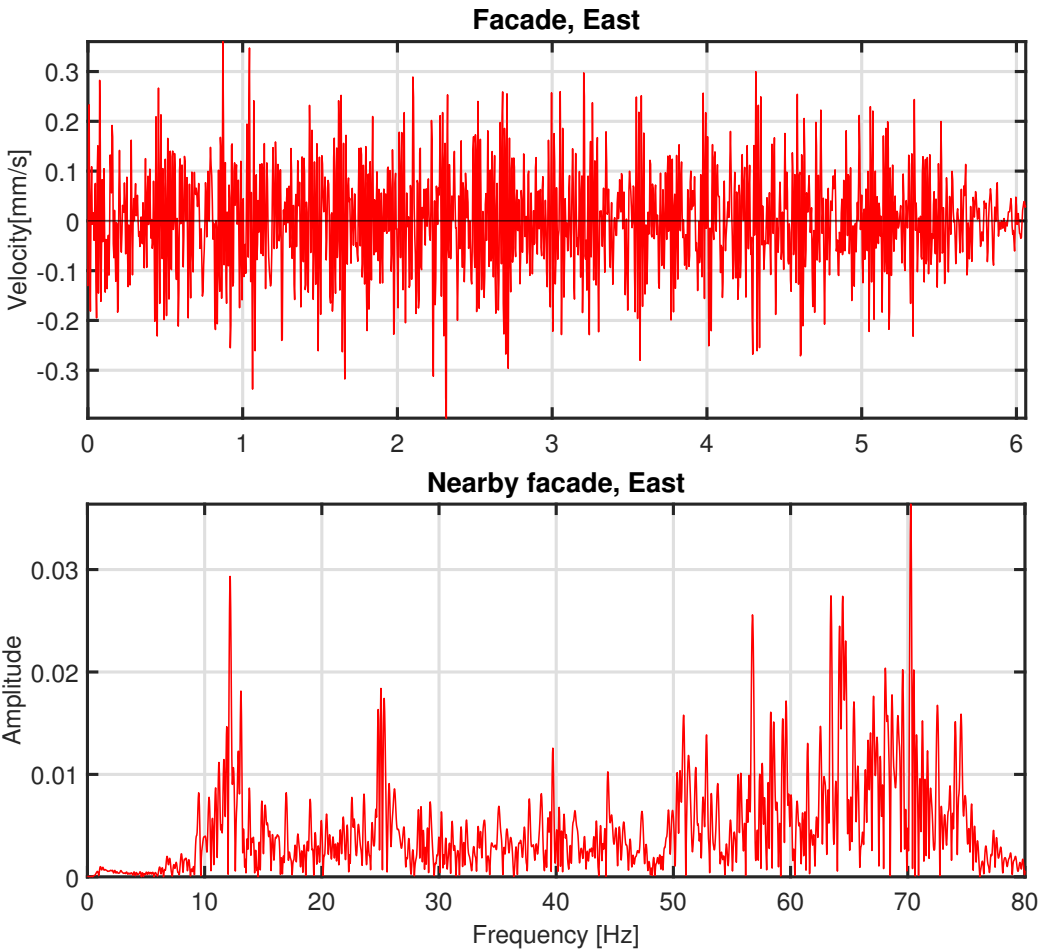 Facade, East
Velocity[mm/s]
0.3
0.2
0.1
0
-0.1
-0.2
-0.3
0 1 2 3 4 5 6
Nearby facade, East
Amplitude
0.03
0.02
0.01
0
0 10 20 30 40 50 60 70 80
Frequency [Hz]